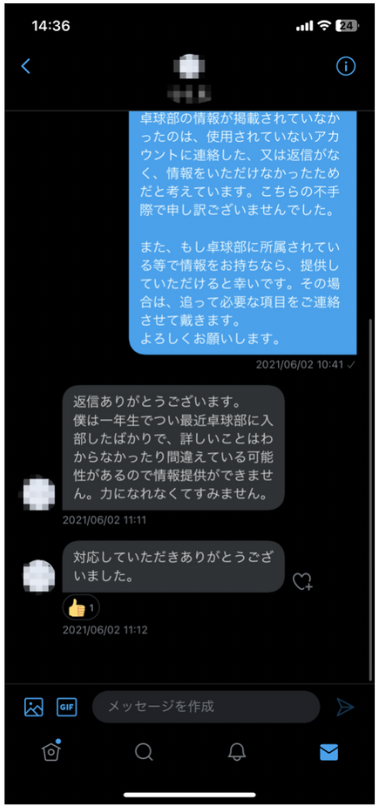 14:36
24
卓球部の情報が掲載されていなか
ったのは、使用されていないアカ
ウントに連絡した、又は返信がな
く、情報をいただけなかったため
だと考えています。こちらの不手
際で申し訳ございませんでした。
また、もし卓球部に所属されてい
る等で情報をお持ちなら、提供し
ていただけると幸いです。その場
合は、追って必要な項目をご連絡
させて戴きます。
よろしくお願いします。
2021/06/02 10:41
返信ありがとうございます。
僕は一年生でつい最近卓球部に入
部したばかりで、詳しいことはわ
からなかったり間違えている可能
性があるので情報提供ができませ
ん。力になれなくてすみません。
2021/06/02 11:11
対応していただきありがとうござ
いました。
👍 1
2021/06/02 11:12
GIF
メッセージを作成